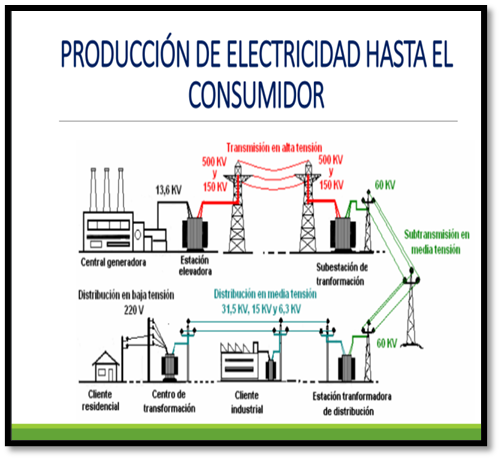 PRODUCCIÓN DE ELECTRICIDAD HASTA EL
CONSUMIDOR
Transmisión en alta tensión
500 KV
y
150 KV
500 KV
y
150 KV
13,6 KV
60 KV
Subtransmisión en
media tensión
Central generadora
Estación
elevadora
Subestación de
tranformación
Distribución en baja tensión
220 V
Distribución en media tensión
31,5 KV, 15 KV y 6,3 KV
60 KV
Cliente
residencial
Centro de
transformación
Cliente
industrial
Estación tranformadora
de distribución